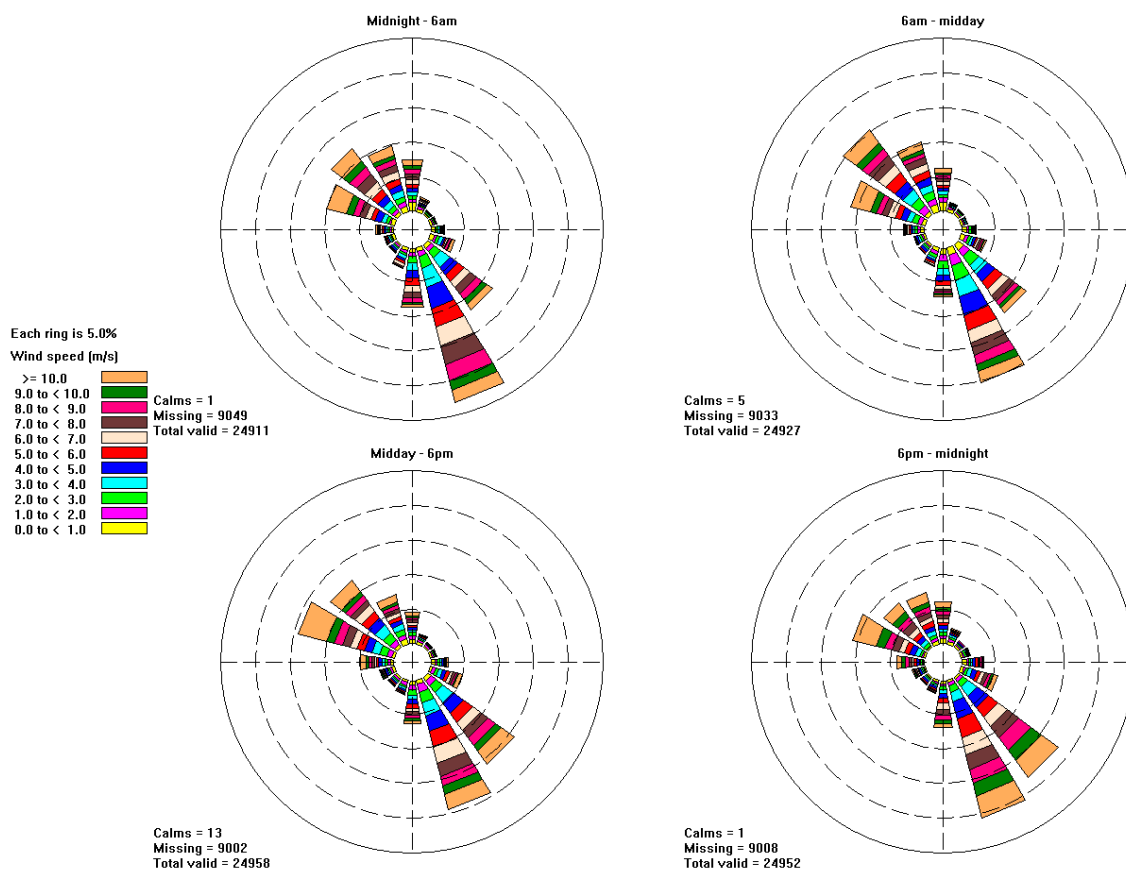 Midnight - 6am
6am - midday
Each ring is 5.0%
Wind speed (m/s)
>= 10.0
9.0 to < 10.0
8.0 to < 9.0
7.0 to < 8.0
6.0 to < 7.0
5.0 to < 6.0
4.0 to < 5.0
3.0 to < 4.0
2.0 to < 3.0
1.0 to < 2.0
0.0 to < 1.0
Calms = 1
Missing = 9049
Total valid = 24911
Calms = 5
Missing = 9033
Total valid = 24927
Midday - 6pm
6pm - midnight
Calms = 13
Missing = 9002
Total valid = 24958
Calms = 1
Missing = 9008
Total valid = 24952